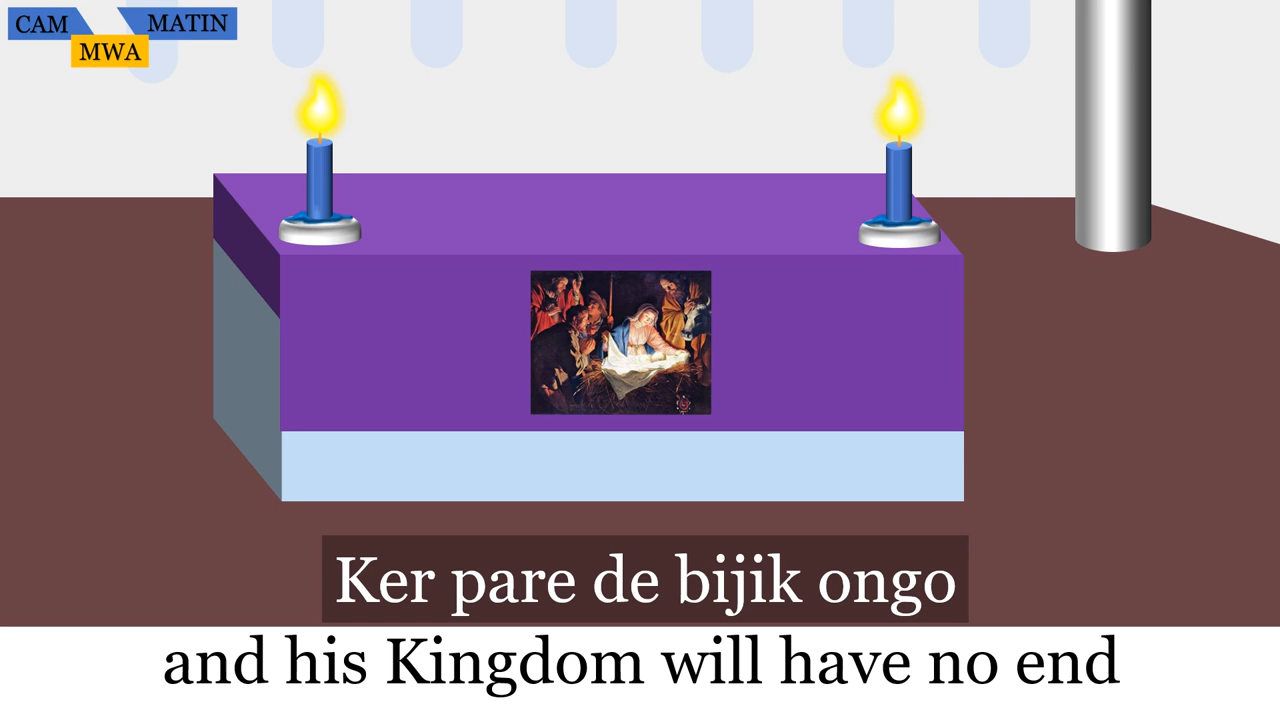 CAM MATIN
MWA
Ker pare de bijik ongo
and his Kingdom will have no end